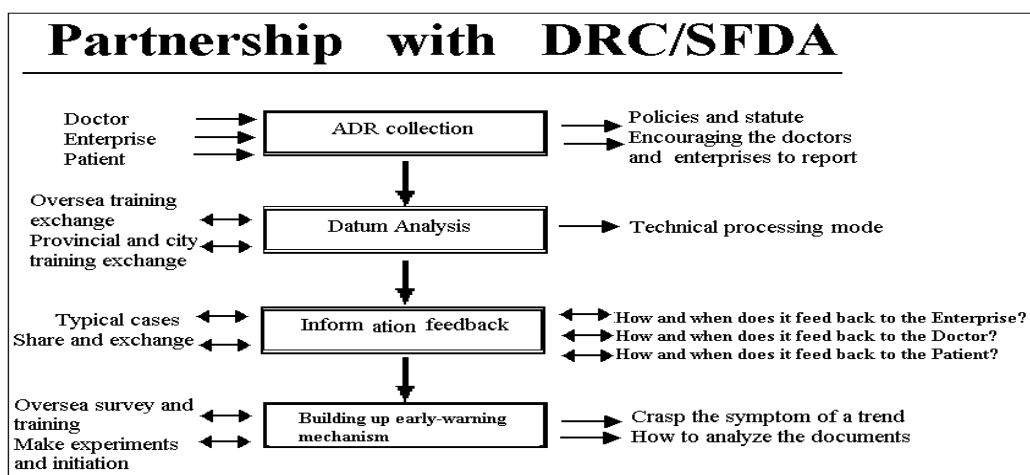 Partnership with DRC/SFDA
Doctor
Enterprise
Patient
ADR collection
Policies and statute
Encouraging the doctors
and enterprises to report
Oversea training
exchange
Provincial and city
training exchange
Datum Analysis
Technical processing mode
Typical cases
Share and exchange
Inform ation feedback
How and when does it feed back to the Enterprise?
How and when does it feed back to the Doctor?
How and when does it feed back to the Patient?
Oversea survey and
training
Make experiments
and initiation
Building up early-warning
mechanism
Crasp the symptom of a trend
How to analyze the documents